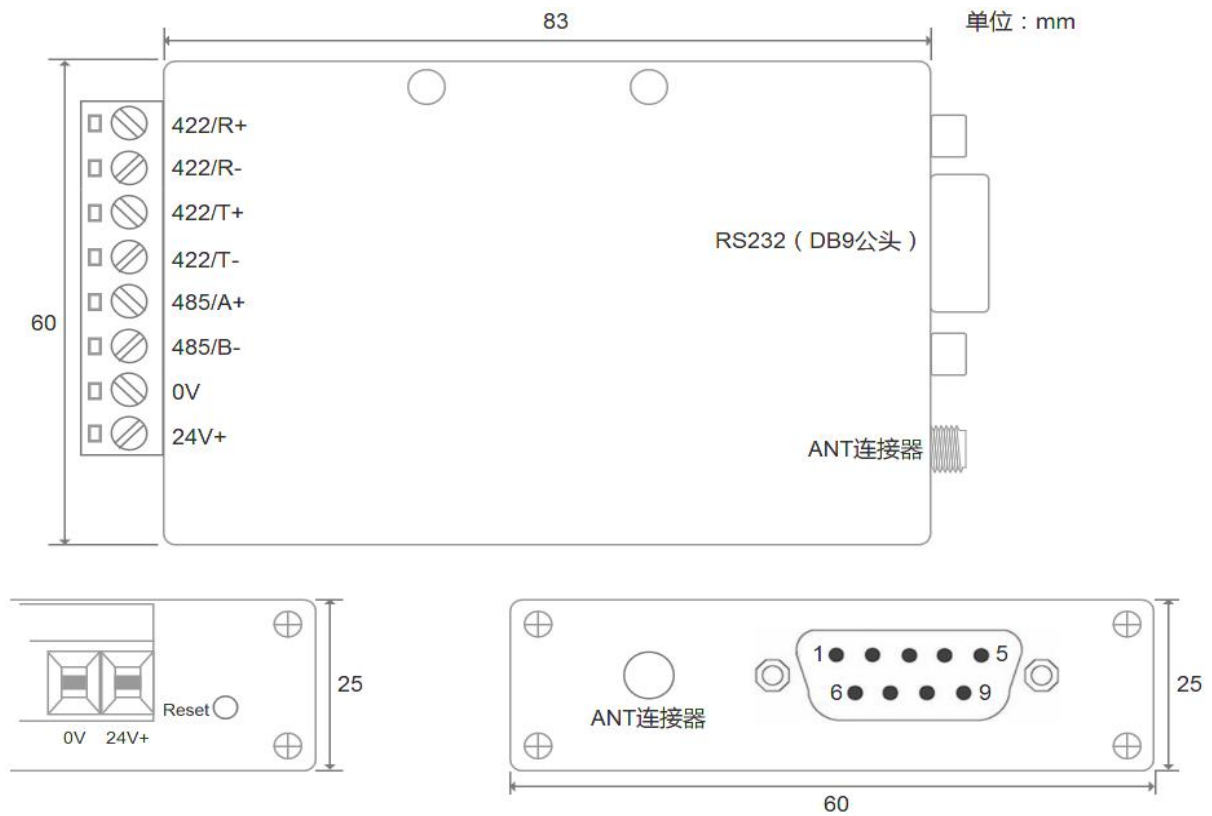 83
单位：mm
422/R+
422/R-
422/T+
422/T-
485/A+
485/B-
0V
24V+
60
RS232（DB9公头）
ANT连接器
Reset
0V 24V+
25
1 5
6 9
ANT连接器
25
60